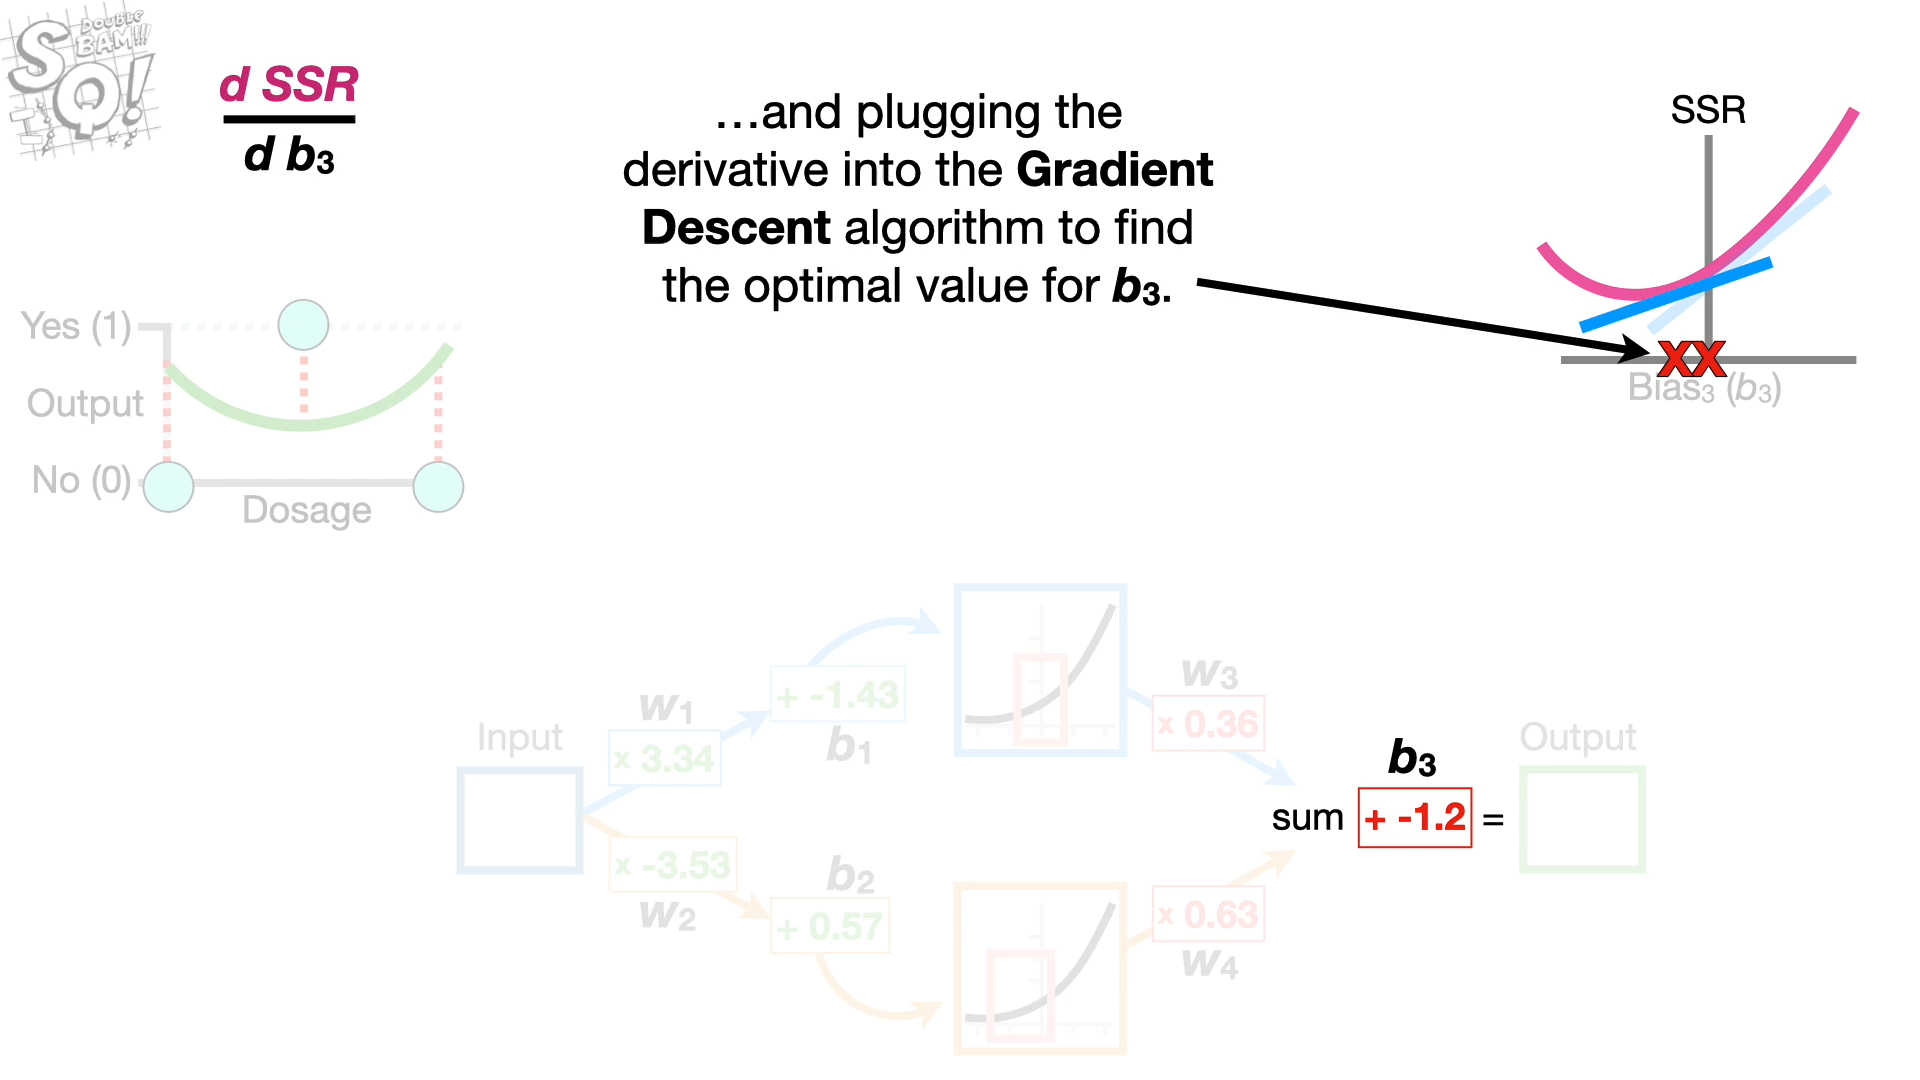 DOUBLE
BAM!!!
SQ!
d SSR
d b3
…and plugging the
derivative into the Gradient
Descent algorithm to find
the optimal value for b3.
SSR
xx
Bias3 (b3)
Yes (1)
Output
No (0)
Dosage
Input
w1
x 3.34
+ -1.43
b1
w3
x 0.36
x -3.53
w2
b2
+ 0.57
x 0.63
w4
b3
sum + -1.2 =
Output